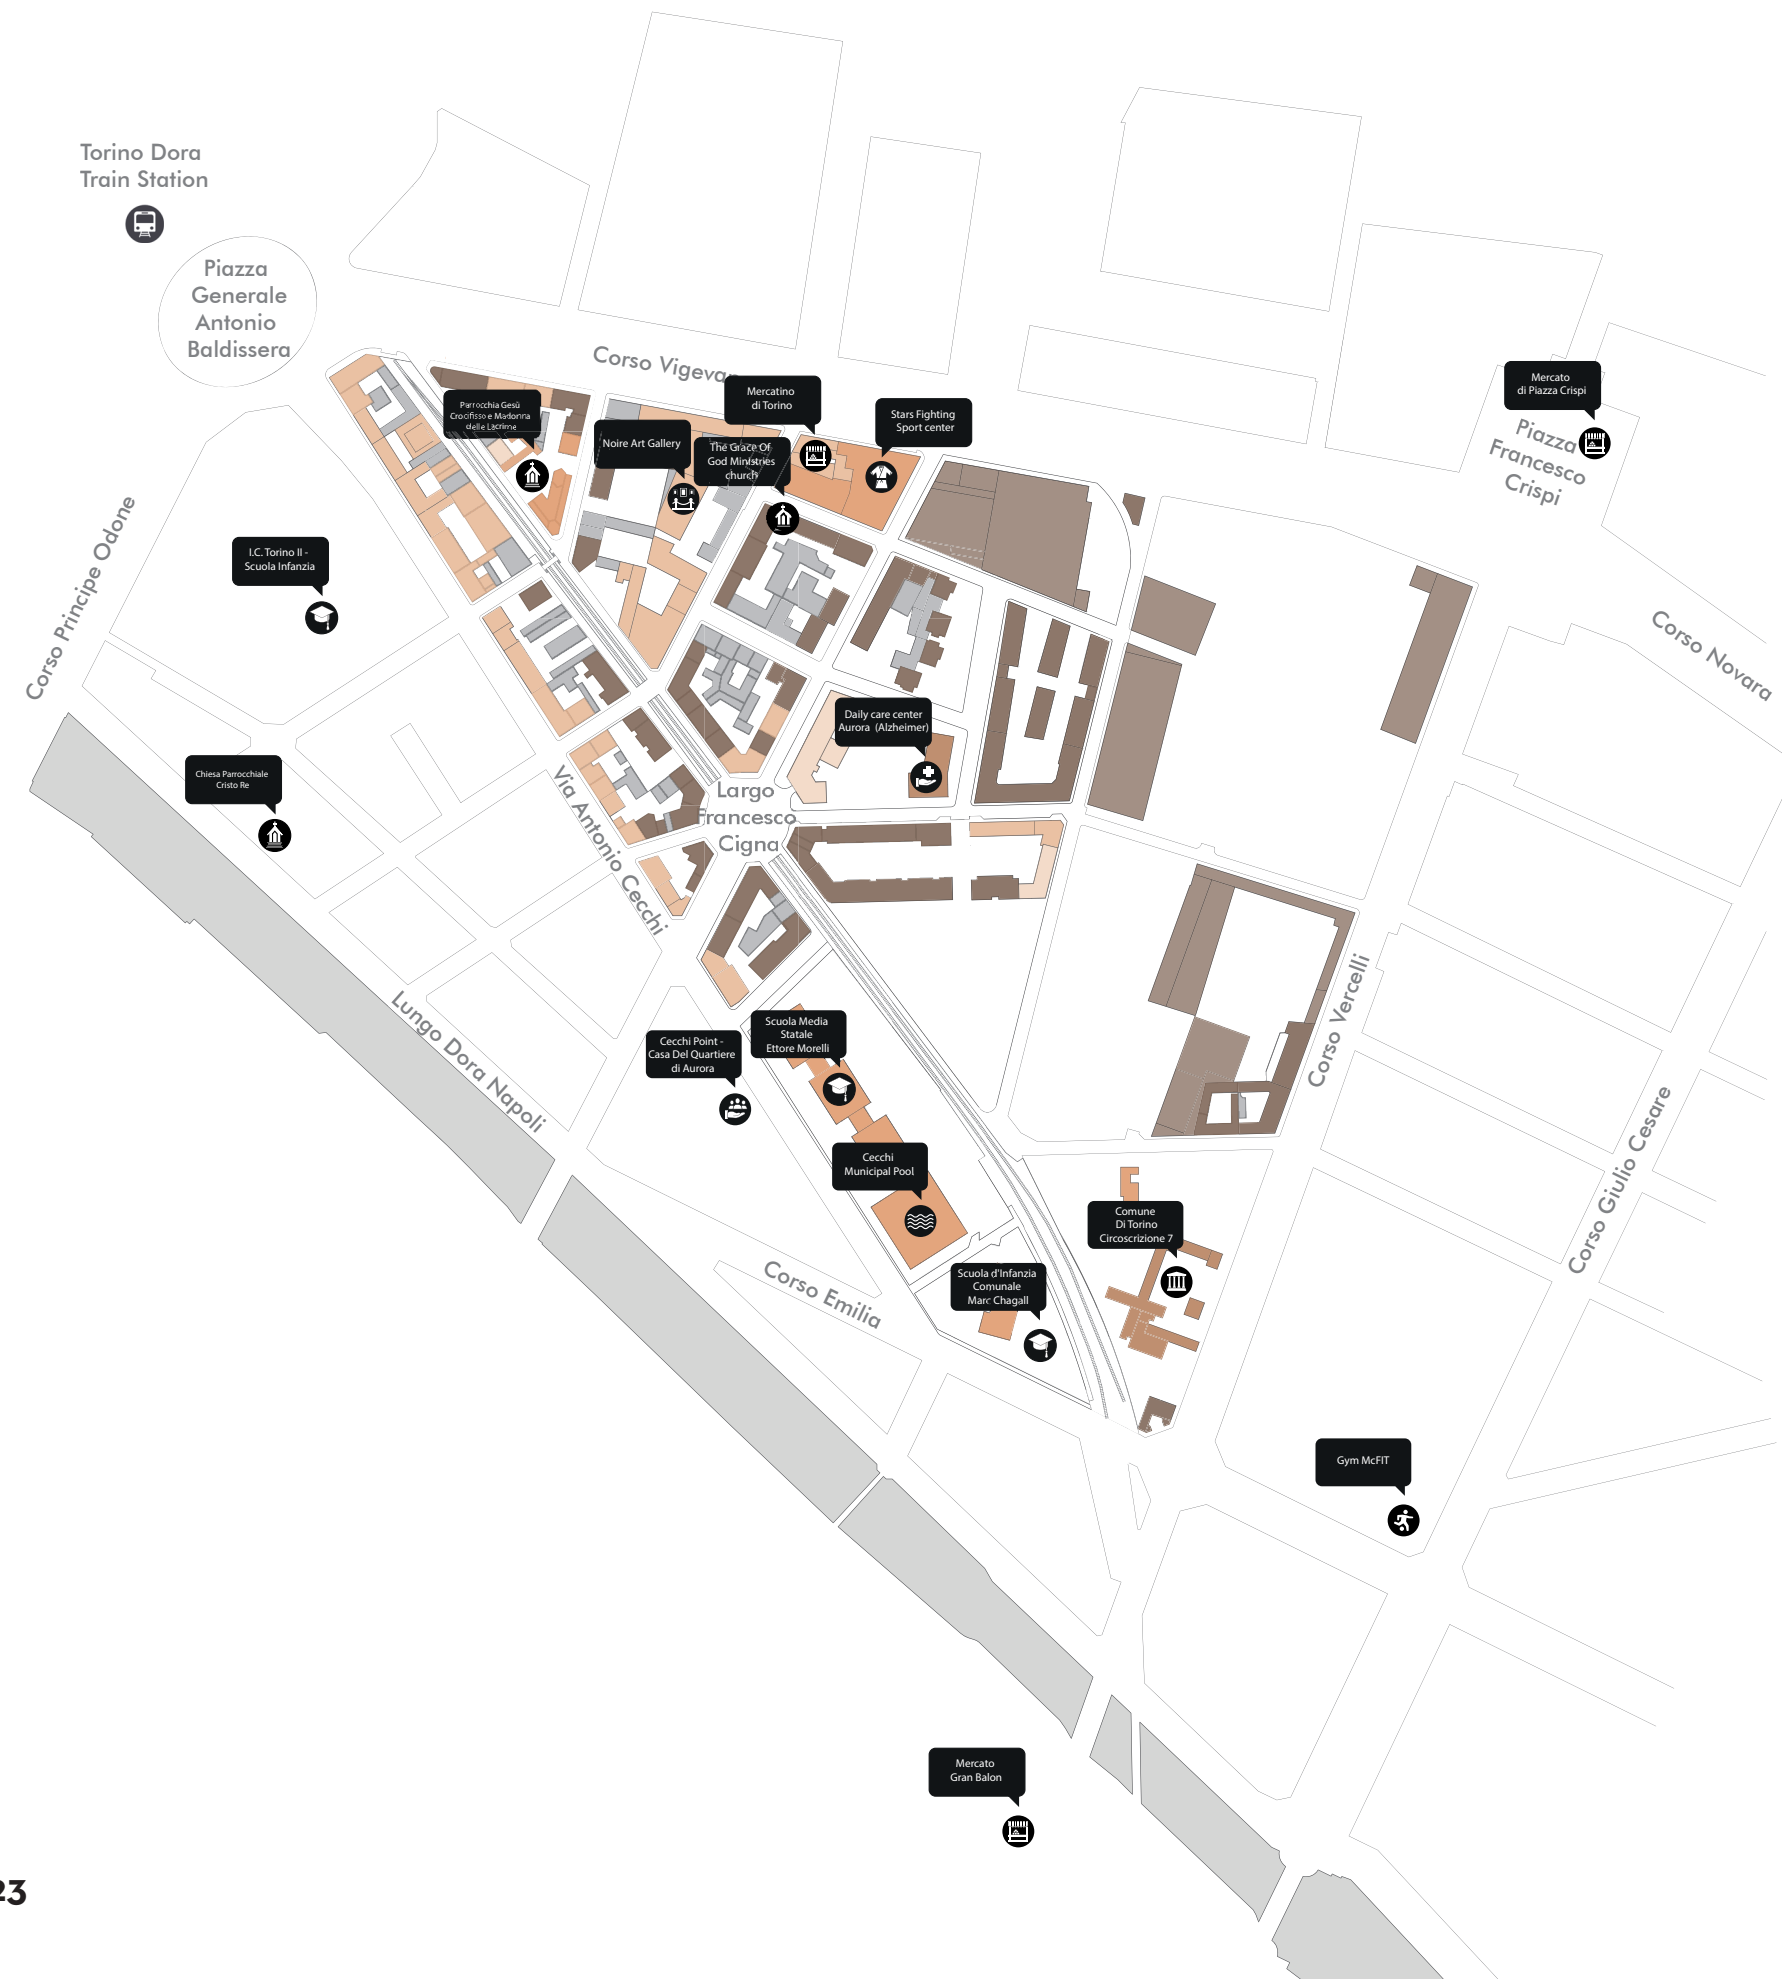 Torino Dora
Train Station
Piazza
Generale
Antonio
Baldissera
Corso Vigevan
Mercatino
di Torino
Stars Fighting
Sport center
Mercato
di Piazza Crispi
Piazza
Francesco
Crispi
Parrocchia Gesù
Crocifisso e Madonna
delle Lacrime
Noire Art Gallery
The Grace Of
God Ministries
church
Corso Principe Odone
I.C. Torino II -
Scuola Infanzia
Corso Novara
Daily care center
Aurora (Alzheimer)
Chiesa Parrocchiale
Cristo Re
Via Antonio Cecchi
Largo
Francesco
Cigna
Lungo Dora Napoli
Corso Vercelli
Scuola Media
Statale
Ettore Morelli
Cecchi Point -
Casa Del Quartiere
di Aurora
Cecchi
Municipal Pool
Corso Giulio Cesare
Comune
Di Torino
Circoscrizione 7
Corso Emilia
Scuola d'Infanzia
Comunale
Marc Chagall
Gym McFIT
Mercato
Gran Balon
23